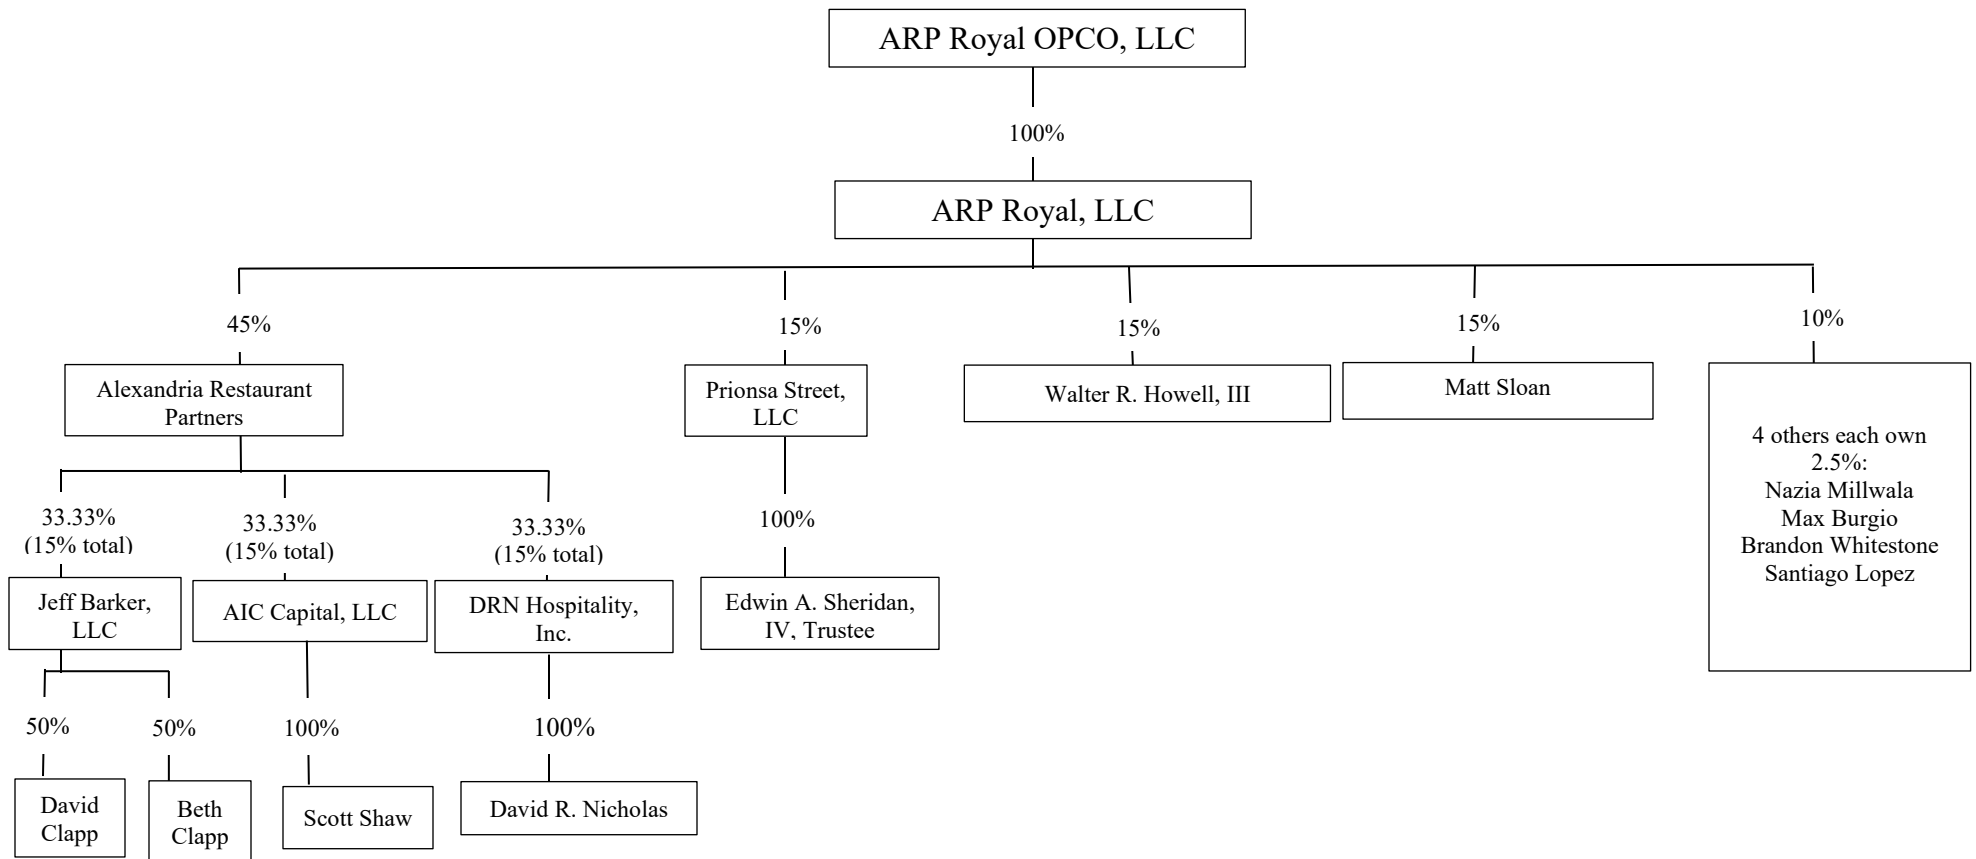 ARP Royal OPCO, LLC
100%
ARP Royal, LLC
45%
15%
15%
15%
10%
Alexandria Restaurant
Partners
Prionsa Street,
LLC
Walter R. Howell, III
Matt Sloan
4 others each own
2.5%:
Nazia Millwala
Max Burgio
Brandon Whitestone
Santiago Lopez
33.33%
(15% total)
33.33%
(15% total)
33.33%
(15% total)
100%
Jeff Barker,
LLC
AIC Capital, LLC
DRN Hospitality,
Inc.
Edwin A. Sheridan,
IV, Trustee
50%
50%
100%
100%
David
Clapp
Beth
Clapp
Scott Shaw
David R. Nicholas